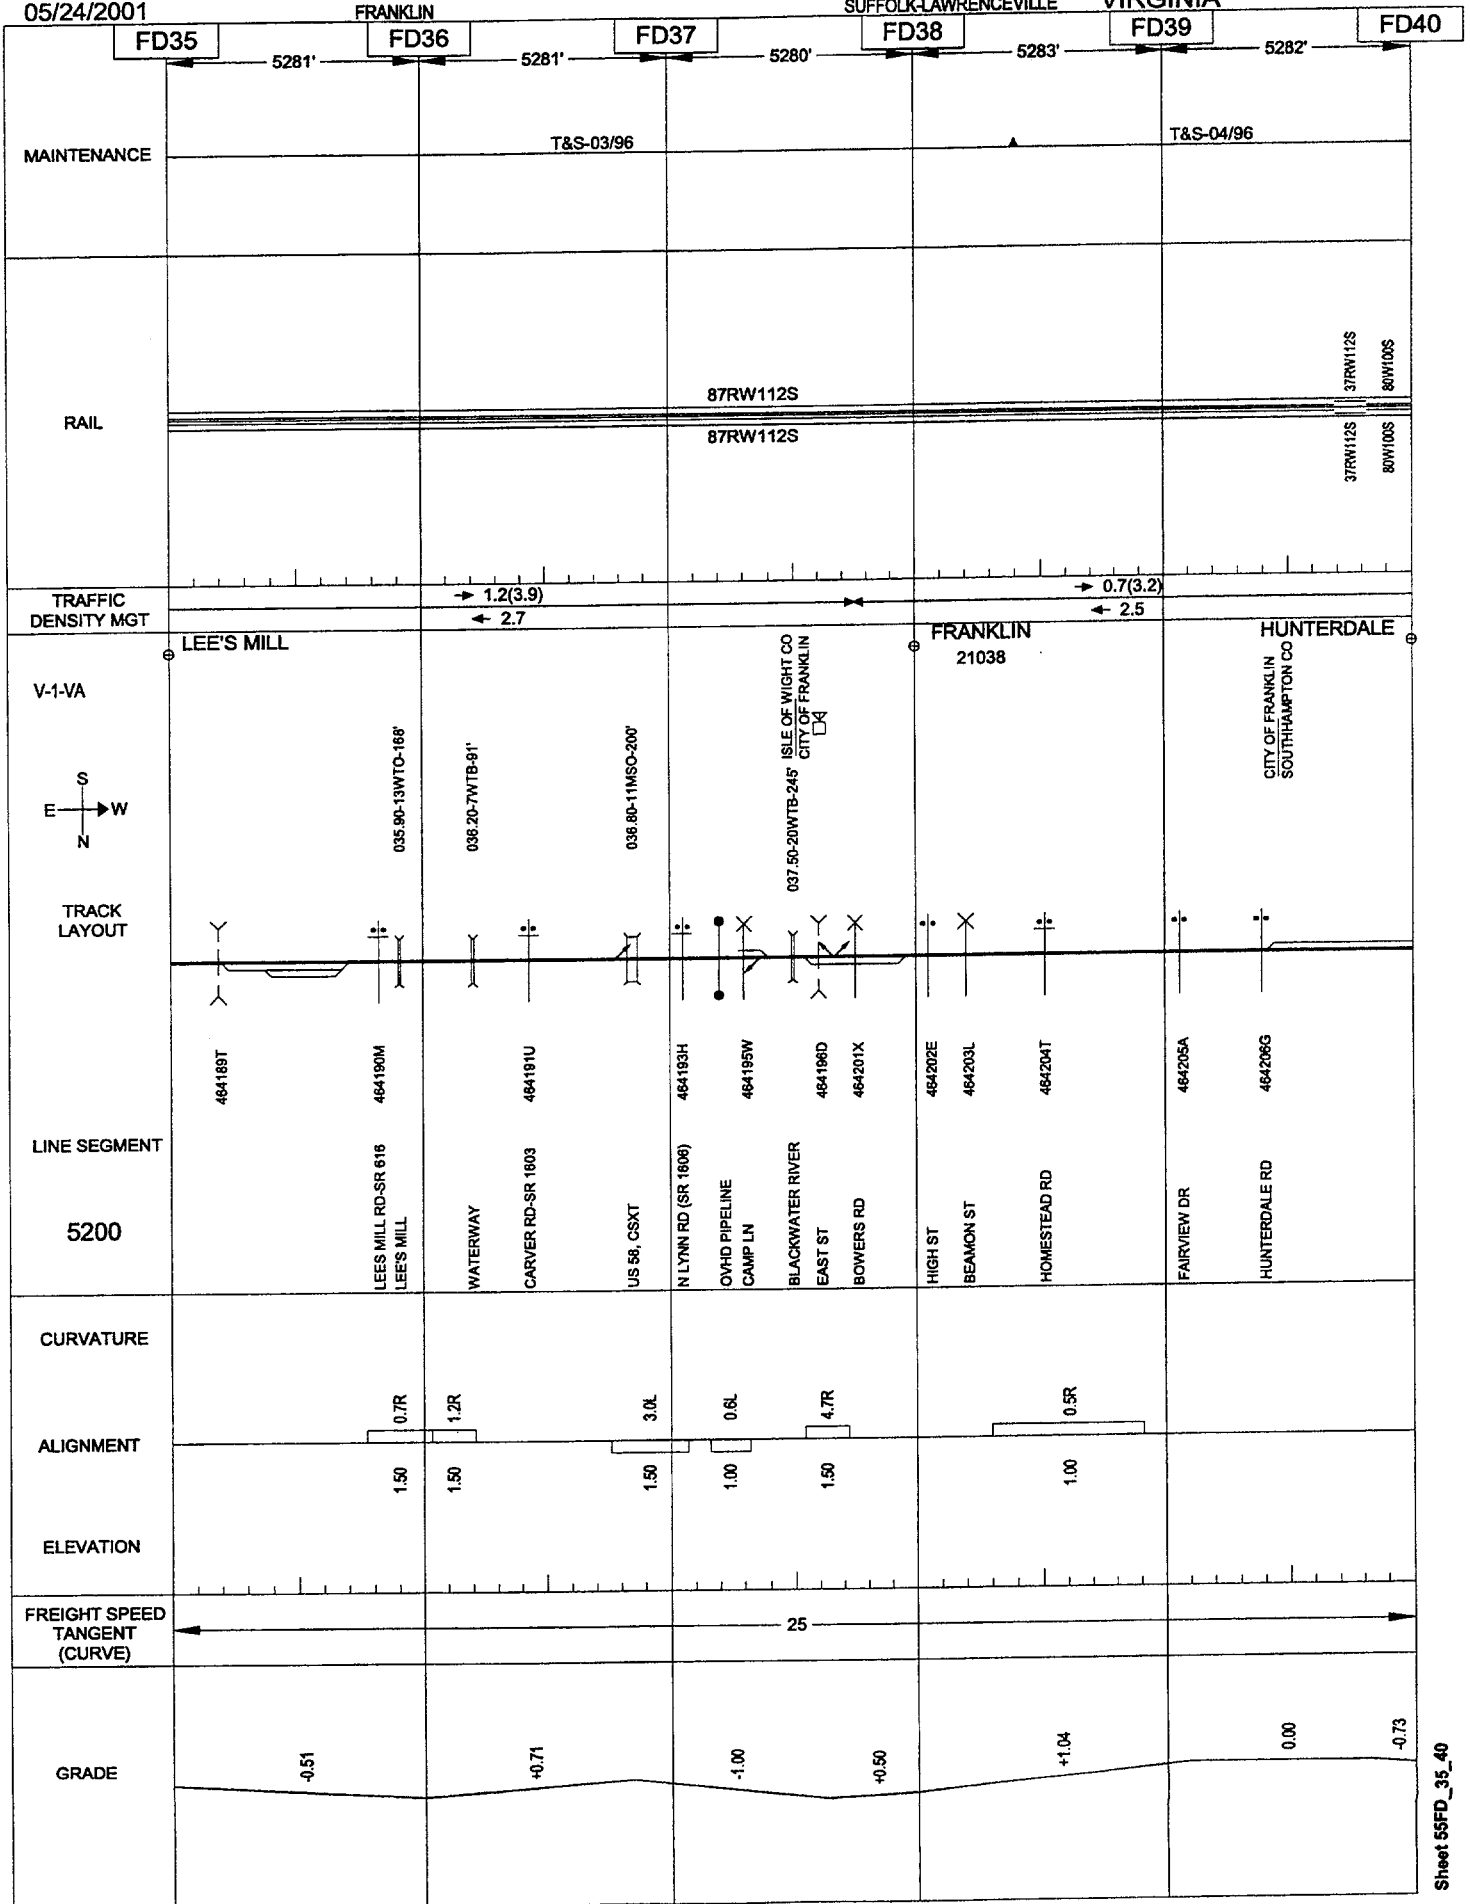 05/24/2001
FRANKLIN
SUFFOLK-LAWRENCEVILLE
VIRGINIA
FD35
FD36
FD37
FD38
FD39
FD40
5281'
5281'
5280'
5283'
5282'
MAINTENANCE
T&S-03/96
T&S-04/96
RAIL
87RW112S
87RW112S
37RW112S
80W100S
37RW112S
80W100S
TRAFFIC
DENSITY MGT
1.2(3.9)
2.7
0.7(3.2)
2.5
LEE'S MILL
FRANKLIN
21038
HUNTERDALE
V-1-VA
S
E W
N
035.90-13WTO-168'
036.20-7WTB-91'
036.80-11MSO-200'
037.50-20WTB-245'
ISLE OF WIGHT CO
CITY OF FRANKLIN
CITY OF FRANKLIN
SOUTHHAMPTON CO
TRACK
LAYOUT
464189T
464190M
464191U
464193H
464195W
464196D
464201X
464202E
464203L
464204T
464205A
464206G
LINE SEGMENT
5200
LEES MILL RD-SR 616
LEE'S MILL
WATERWAY
CARVER RD-SR 1603
US 58, CSXT
N LYNN RD (SR 1606)
OVHD PIPELINE
CAMP LN
BLACKWATER RIVER
EAST ST
BOWERS RD
HIGH ST
BEAMON ST
HOMESTEAD RD
FAIRVIEW DR
HUNTERDALE RD
CURVATURE
0.7R
1.2R
3.0L
0.6L
4.7R
0.5R
ALIGNMENT
1.50
1.50
1.50
1.00
1.50
1.00
ELEVATION
FREIGHT SPEED
TANGENT
(CURVE)
25
GRADE
-0.51
+0.71
-1.00
+0.50
+1.04
0.00
-0.73
Sheet 55FD_35_40